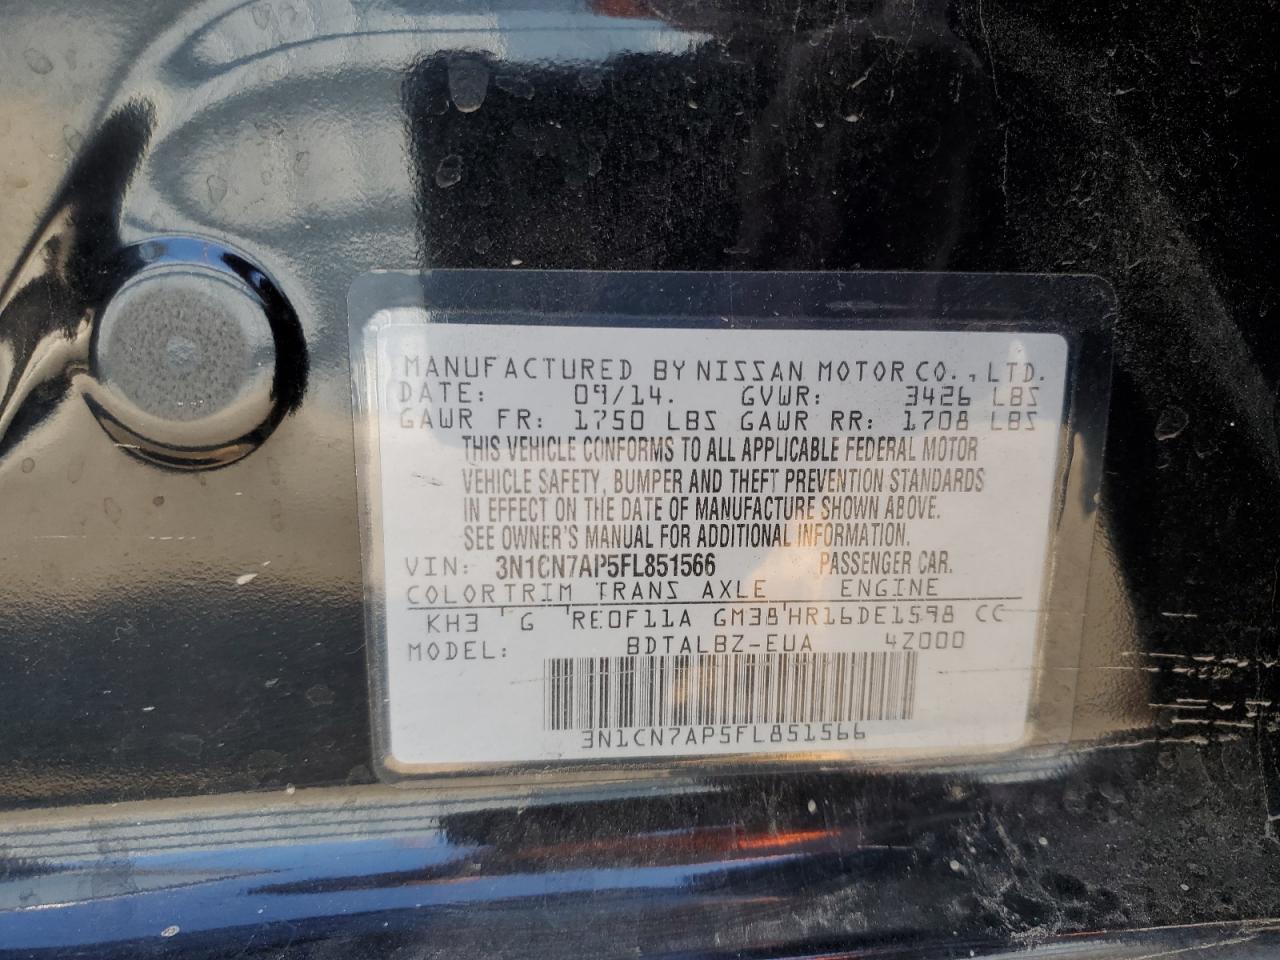 MANUFACTURED BY NISSAN MOTOR CO., LTD.
DATE: 09/14. GVWR: 3426 LBS
GAWR FR: 1750 LBS GAWR RR: 1708 LBS
THIS VEHICLE CONFORMS TO ALL APPLICABLE FEDERAL MOTOR
VEHICLE SAFETY, BUMPER AND THEFT PREVENTION STANDARDS
IN EFFECT ON THE DATE OF MANUFACTURE SHOWN ABOVE.
SEE OWNER'S MANUAL FOR ADDITIONAL INFORMATION.
VIN: 3N1CN7AP5FL851566 PASSENGER CAR.
COLOR TRIM TRANS AXLE ENGINE
KH3 'G 'RE0F11A GM38'HR16DE1598 CC
MODEL: BDTALBZ-EUA 4Z000
3N1CN7AP5FL851566